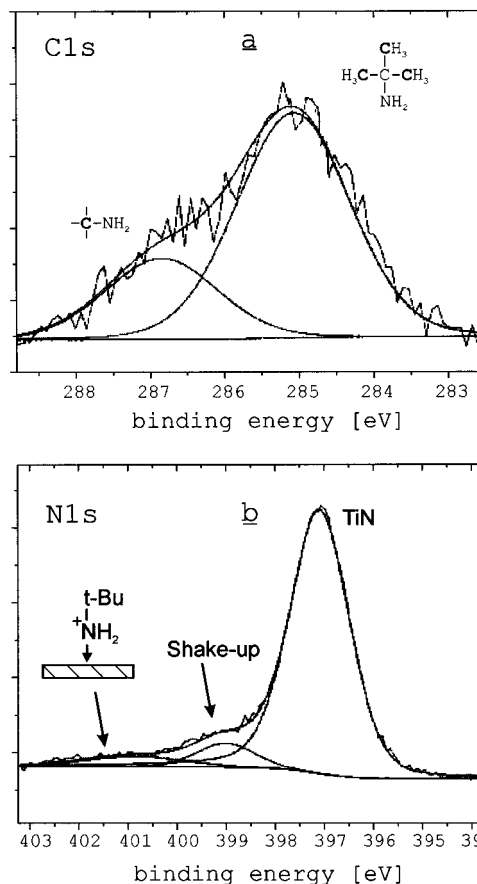 C1s
a
CH₃
H₃C-C-CH₃
NH₂
-C-NH₂
288 287 286 285 284 283
binding energy [eV]
N1s
b
TiN
t-Bu
+NH₂
Shake-up
403 402 401 400 399 398 397 396 395 39
binding energy [eV]